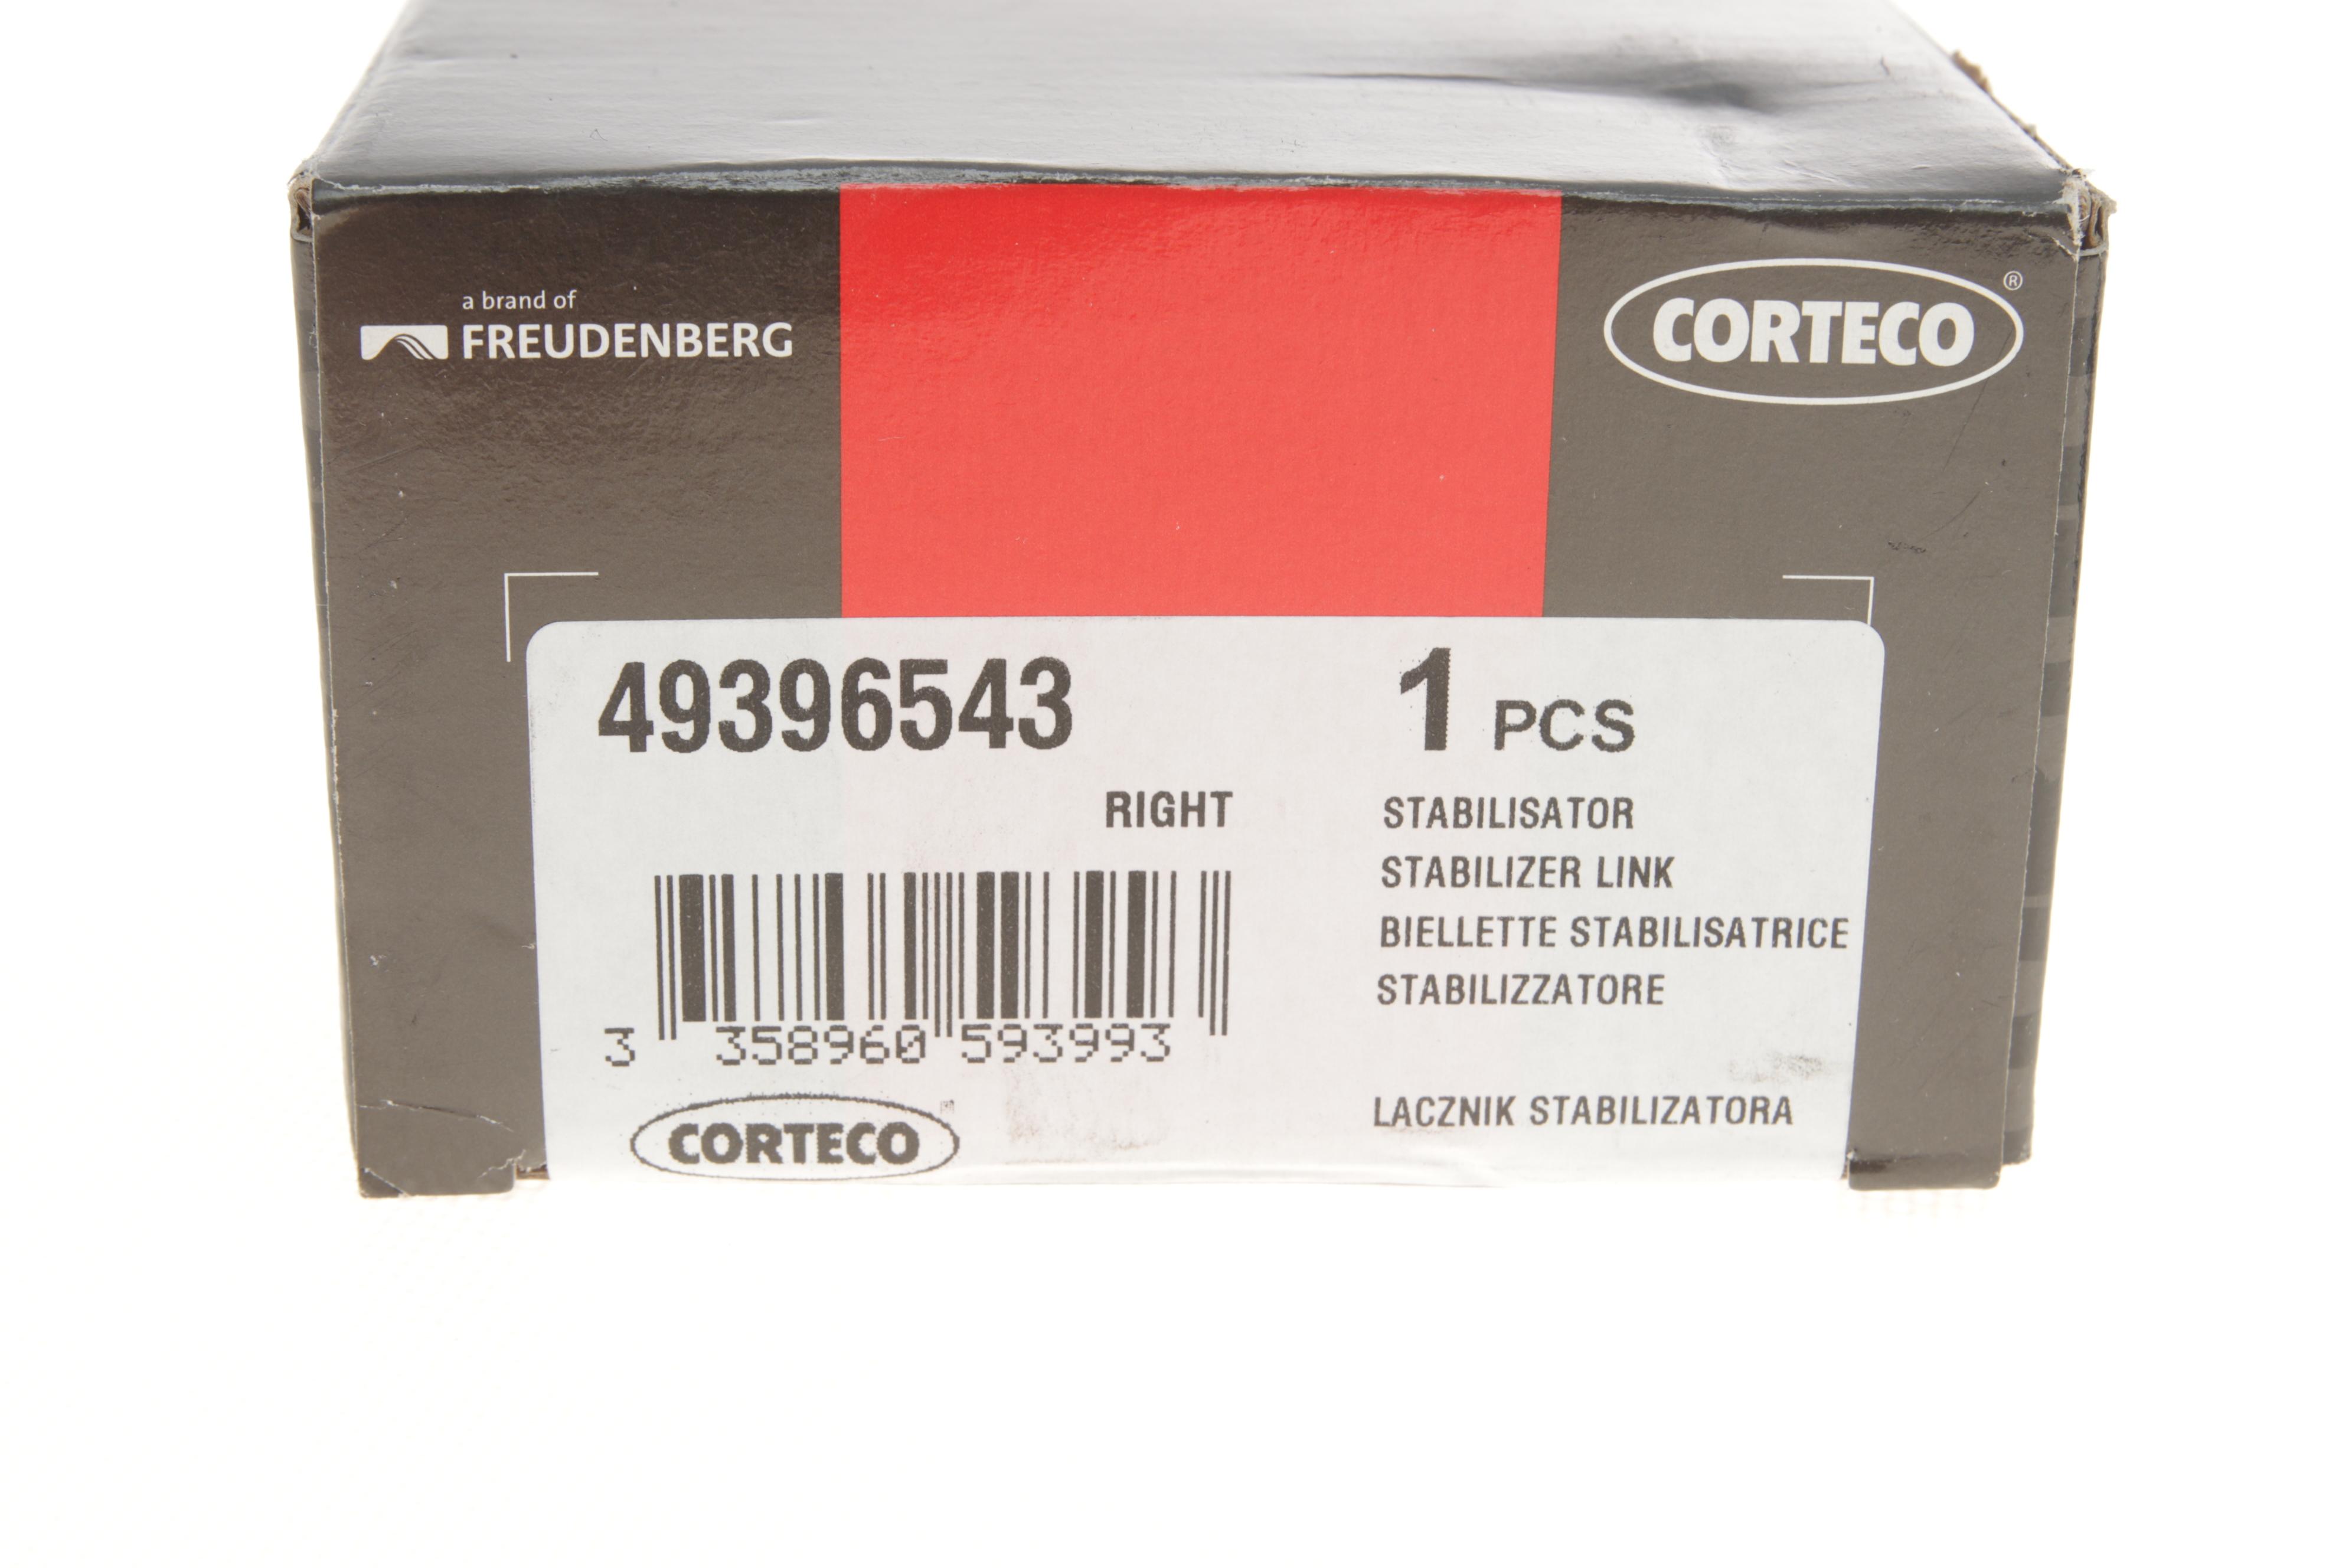 a brand of
FREUDENBERG
CORTECO®
49396543
1 PCS
RIGHT
STABILISATOR
STABILIZER LINK
BIELLETTE STABILISATRICE
STABILIZZATORE
3 358960 593993
LACZNIK STABILIZATORA
CORTECO